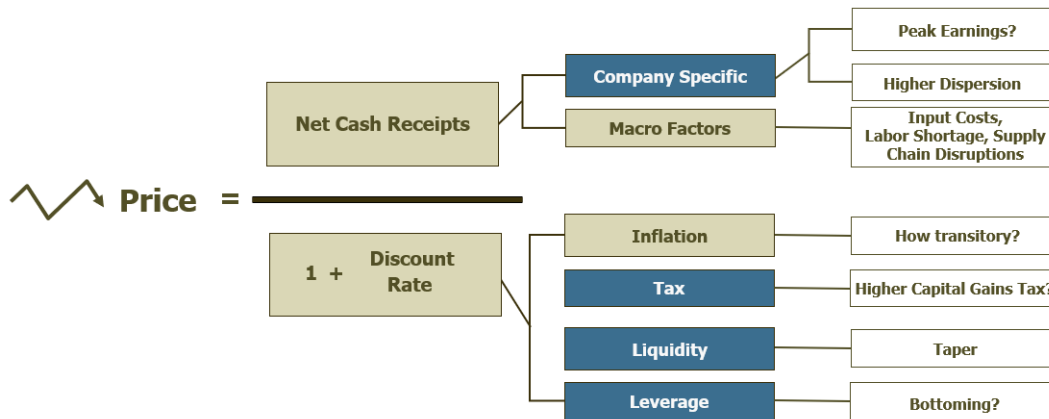 Peak Earnings?
Company Specific
Higher Dispersion
Net Cash Receipts
Macro Factors
Input Costs,
Labor Shortage, Supply
Chain Disruptions
Price =
1 + Discount
Rate
Inflation
How transitory?
Tax
Higher Capital Gains Tax?
Liquidity
Taper
Leverage
Bottoming?